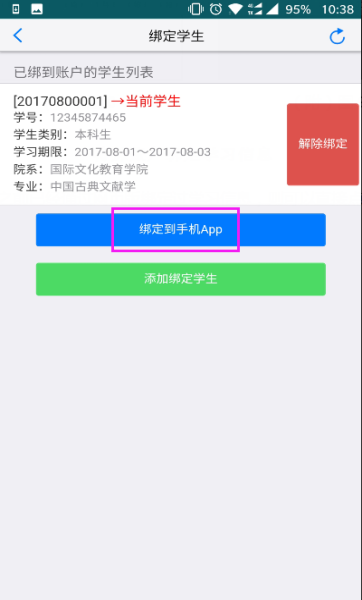 95% 10:38
绑定学生
已绑到账户的学生列表
[20170800001] →当前学生
学号：12345874465
学生类别：本科生
学习期限：2017-08-01～2017-08-03
院系：国际文化教育学院
专业：中国古典文献学
解除绑定
绑定到手机App
添加绑定学生